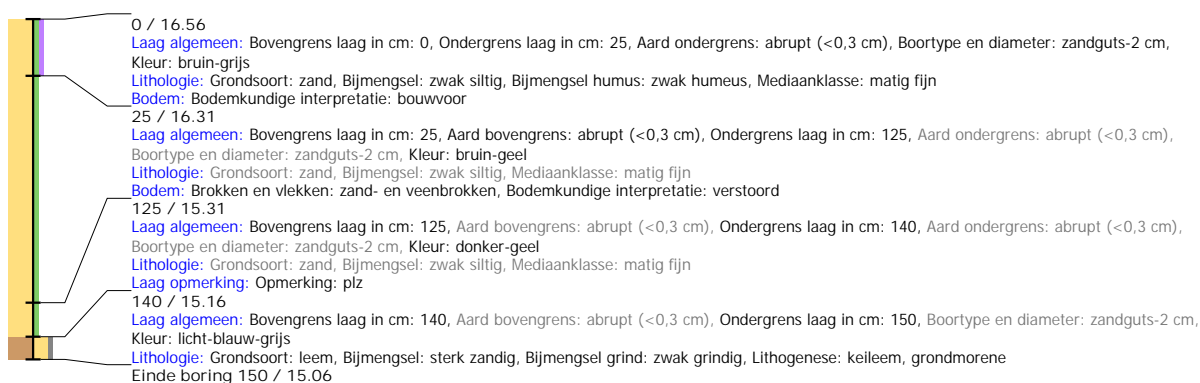 0 / 16.56
Laag algemeen: Bovengrens laag in cm: 0, Ondergrens laag in cm: 25, Aard ondergrens: abrupt (<0,3 cm), Boortype en diameter: zandguts-2 cm,
Kleur: bruin-grijs
Lithologie: Grondsoort: zand, Bijmengsel: zwak siltig, Bijmengsel humus: zwak humeus, Mediaanklasse: matig fijn
Bodem: Bodemkundige interpretatie: bouwvoor
25 / 16.31
Laag algemeen: Bovengrens laag in cm: 25, Aard bovengrens: abrupt (<0,3 cm), Ondergrens laag in cm: 125, Aard ondergrens: abrupt (<0,3 cm),
Boortype en diameter: zandguts-2 cm, Kleur: bruin-geel
Lithologie: Grondsoort: zand, Bijmengsel: zwak siltig, Mediaanklasse: matig fijn
Bodem: Brokken en vlekken: zand- en veenbrokken, Bodemkundige interpretatie: verstoord
125 / 15.31
Laag algemeen: Bovengrens laag in cm: 125, Aard bovengrens: abrupt (<0,3 cm), Ondergrens laag in cm: 140, Aard ondergrens: abrupt (<0,3 cm),
Boortype en diameter: zandguts-2 cm, Kleur: donker-geel
Lithologie: Grondsoort: zand, Bijmengsel: zwak siltig, Mediaanklasse: matig fijn
Laag opmerking: Opmerking: plz
140 / 15.16
Laag algemeen: Bovengrens laag in cm: 140, Aard bovengrens: abrupt (<0,3 cm), Ondergrens laag in cm: 150, Boortype en diameter: zandguts-2 cm,
Kleur: licht-blauw-grijs
Lithologie: Grondsoort: leem, Bijmengsel: sterk zandig, Bijmengsel grind: zwak grindig, Lithogenese: keileem, grondmorene
Einde boring 150 / 15.06